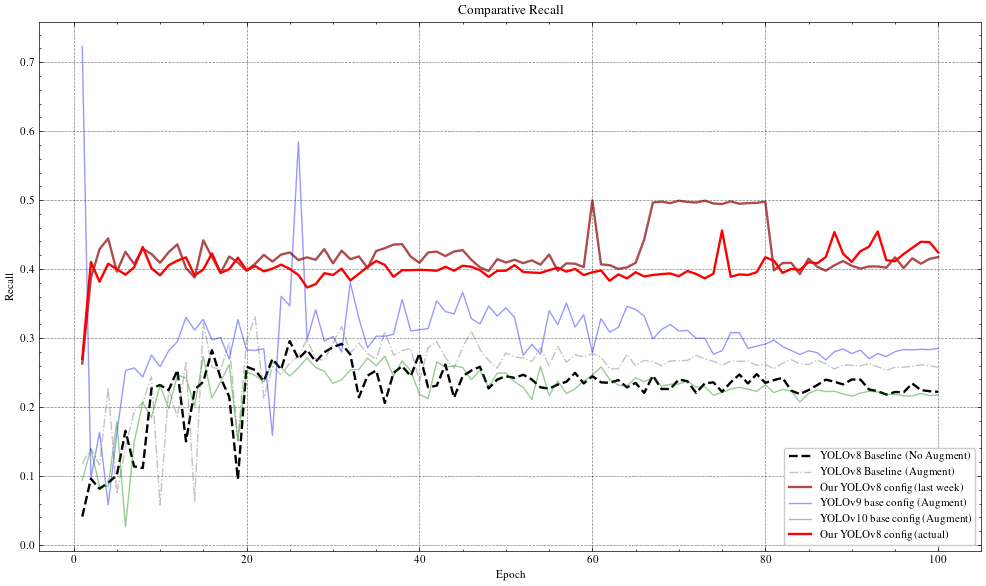 Comparative Recall
0.7
0.6
0.5
0.4
0.3
0.2
0.1
0.0
Recall
YOLOv8 Baseline (No Augment)
YOLOv8 Baseline (Augment)
Our YOLOv8 config (last week)
YOLOv9 base config (Augment)
YOLOv10 base config (Augment)
Our YOLOv8 config (actual)
0 20 40 60 80 100
Epoch